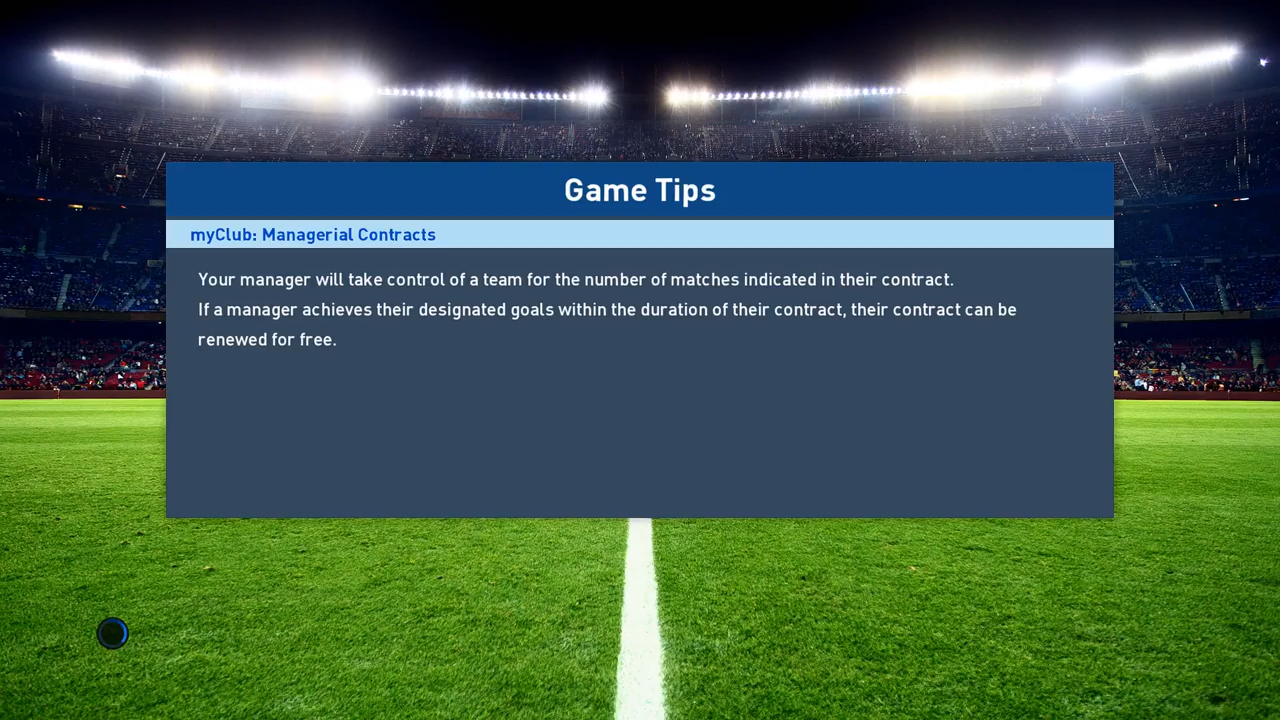 Game Tips
myClub: Managerial Contracts
Your manager will take control of a team for the number of matches indicated in their contract.
If a manager achieves their designated goals within the duration of their contract, their contract can be
renewed for free.